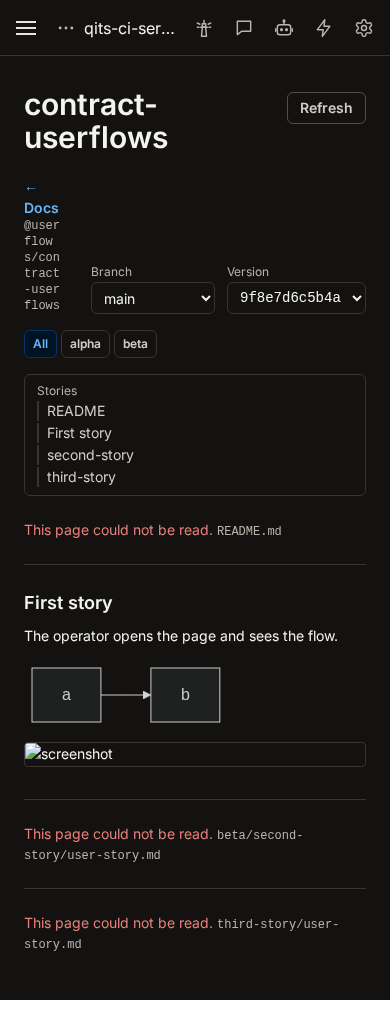 qits-ci-ser...
contract-
userflows
Refresh
←
Docs
@user
flow
s/con
tract
-user
flows
Branch
main
Version
9f8e7d6c5b4a
All alpha beta
Stories
README
First story
second-story
third-story
This page could not be read. README.md
First story
The operator opens the page and sees the flow.
a b
screenshot
This page could not be read. beta/second-
story/user-story.md
This page could not be read. third-story/user-
story.md